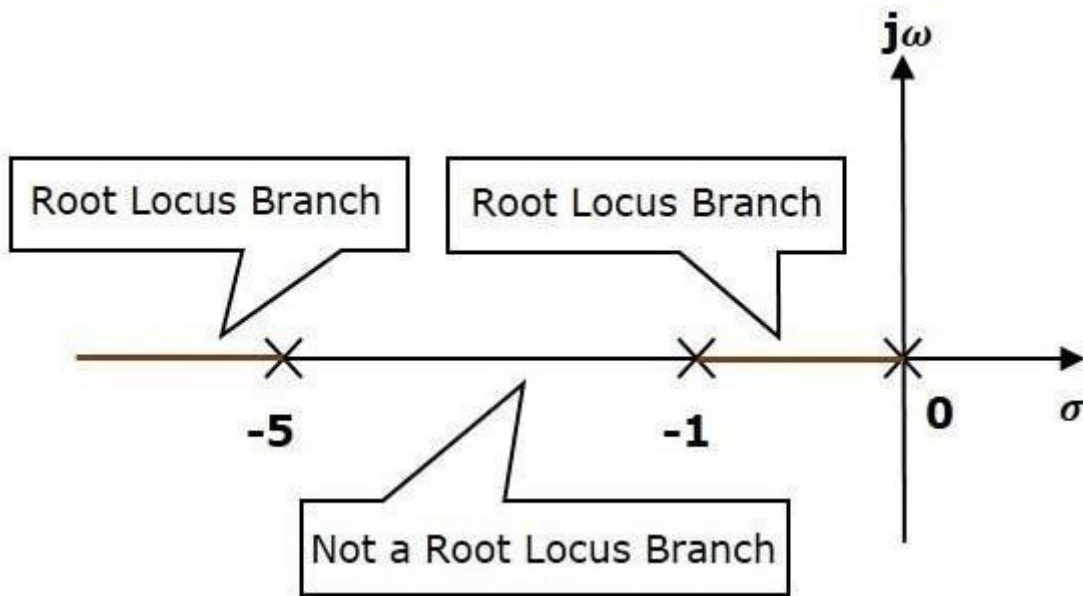 jω
Root Locus Branch
Root Locus Branch
-5
-1
0
σ
Not a Root Locus Branch